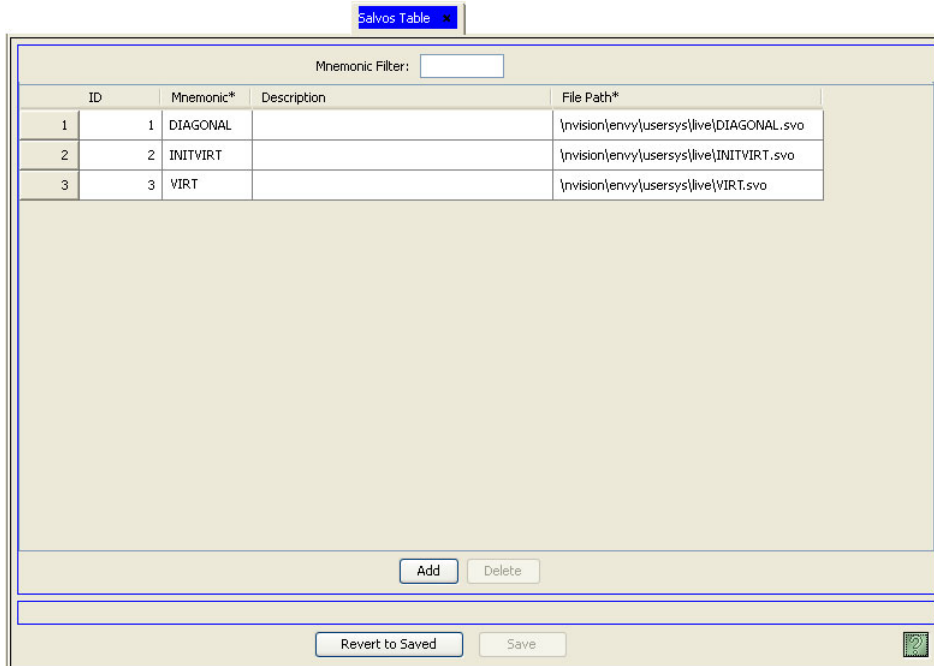 Salvos Table x
Mnemonic Filter:
ID Mnemonic* Description File Path*
1 1 DIAGONAL \nvision\envy\usersys\live\DIAGONAL.svo
2 2 INITVIRT \nvision\envy\usersys\live\INITVIRT.svo
3 3 VIRT \nvision\envy\usersys\live\VIRT.svo
Add Delete
Revert to Saved Save ?